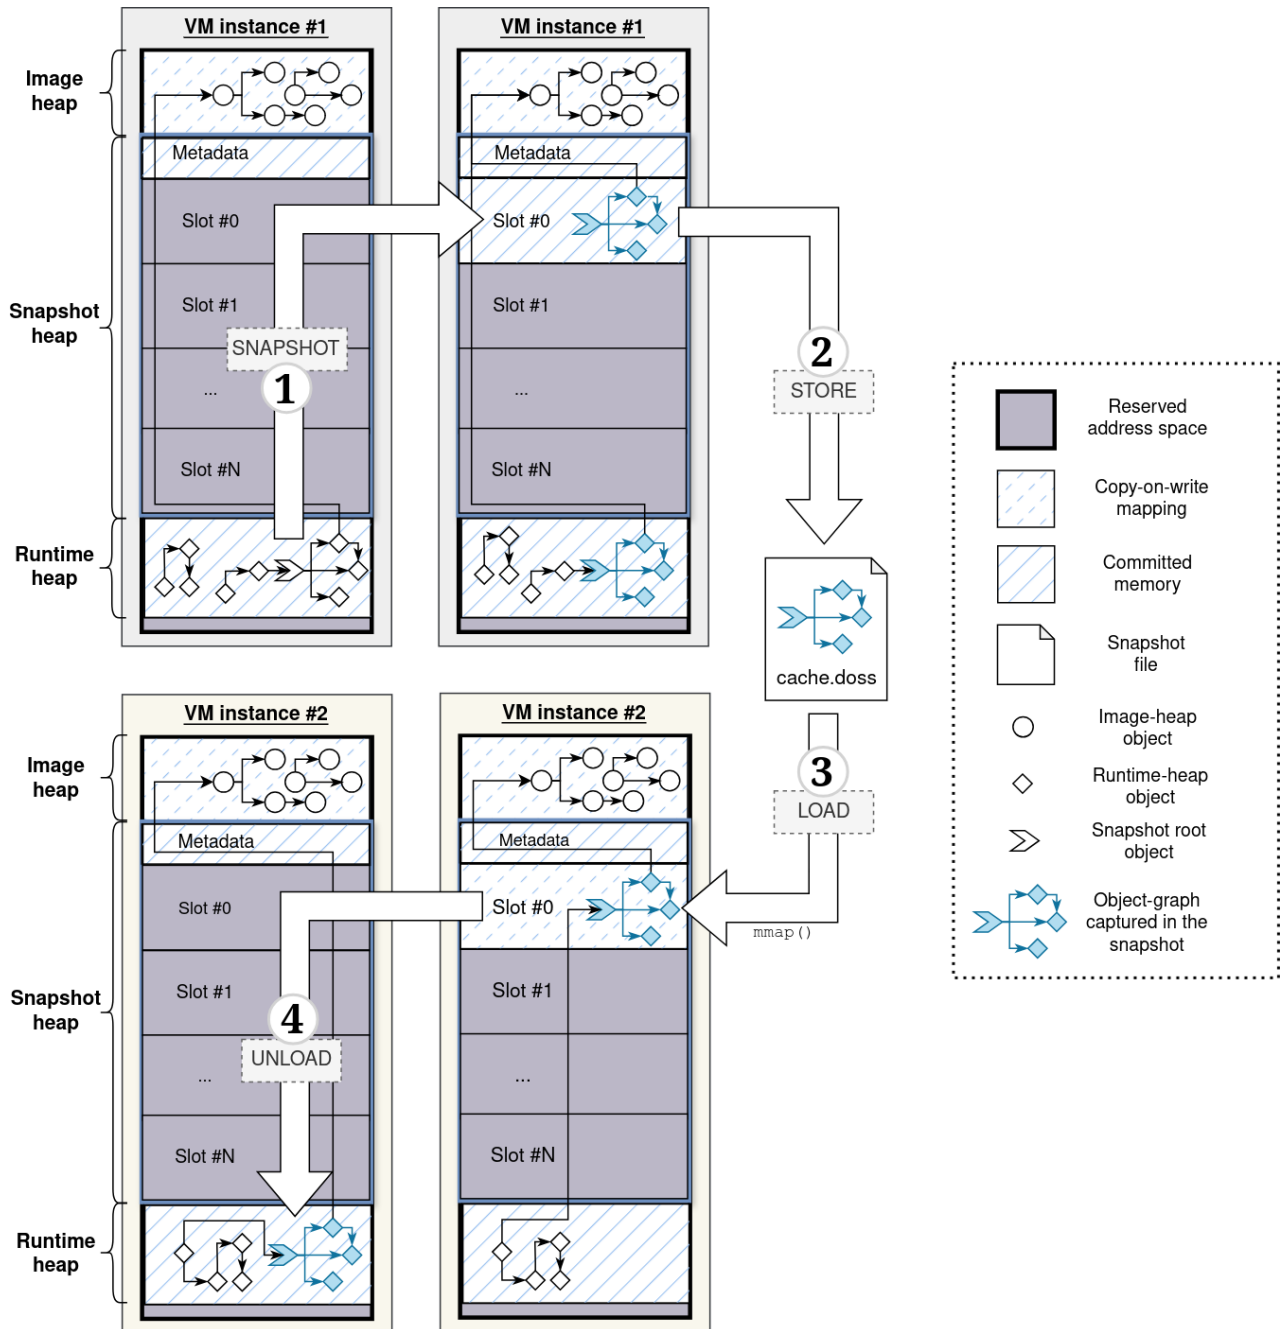 VM instance #1
Image
heap
Metadata
Slot #0
Slot #1
Snapshot
heap
SNAPSHOT
1
...
Slot #N
Runtime
heap
VM instance #1
Metadata
Slot #0
Slot #1
...
Slot #N
2
STORE
cache.doss
3
LOAD
mmap()
VM instance #2
Metadata
Slot #0
Slot #1
...
Slot #N
VM instance #2
Image
heap
Metadata
Slot #0
Slot #1
Snapshot
heap
4
UNLOAD
...
Slot #N
Runtime
heap
Reserved
address space
Copy-on-write
mapping
Committed
memory
Snapshot
file
Image-heap
object
Runtime-heap
object
Snapshot root
object
Object-graph
captured in the
snapshot